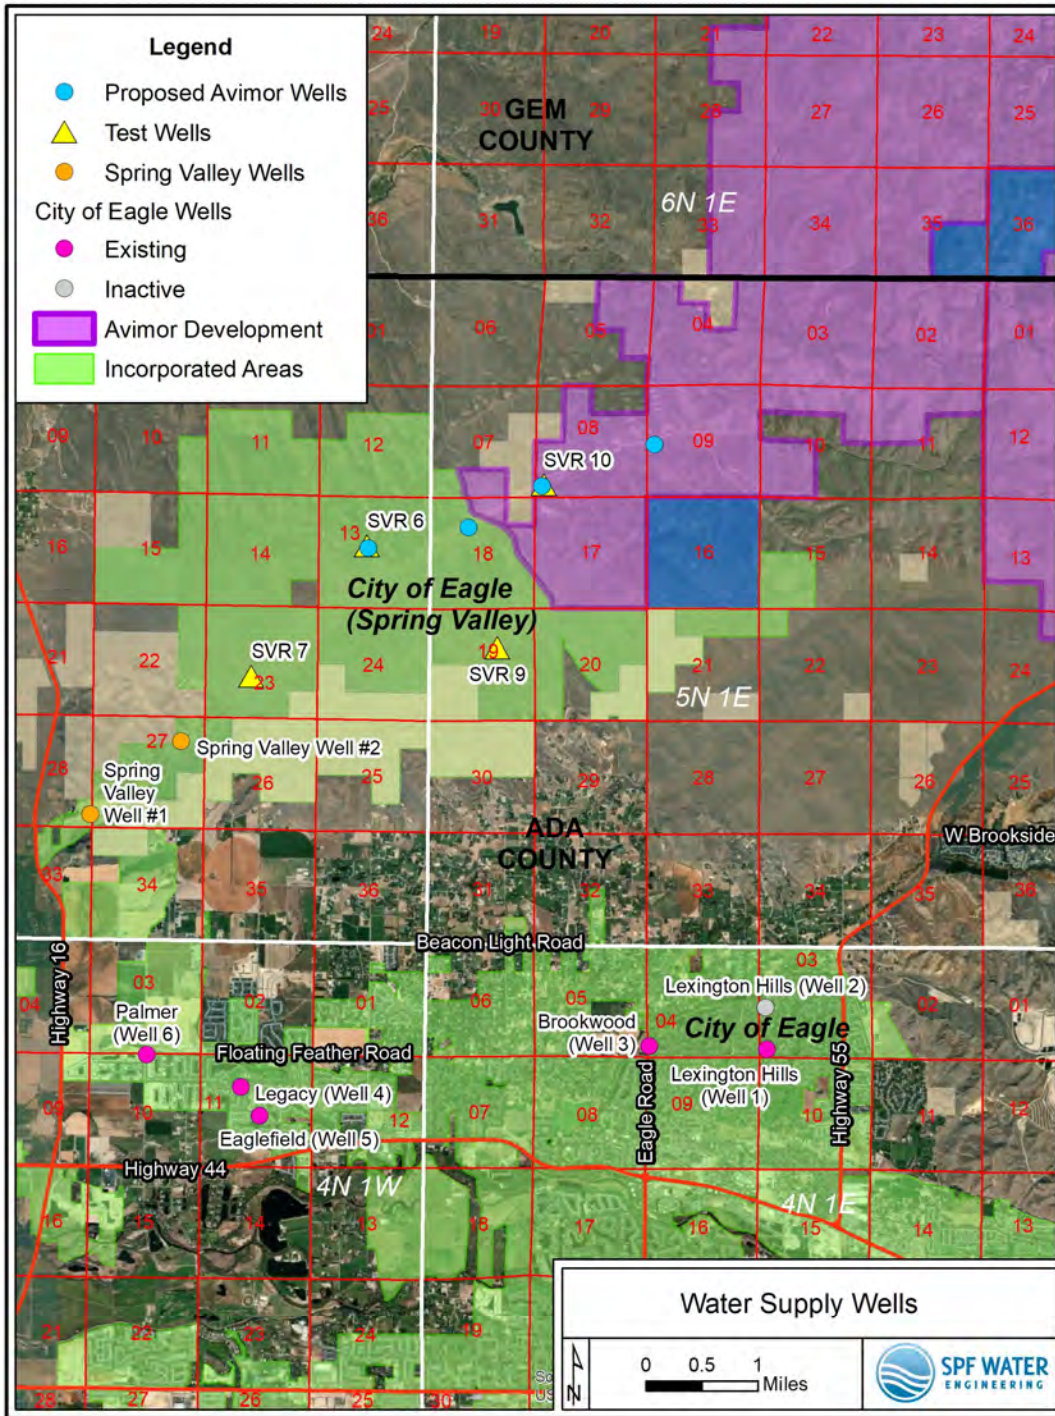 Legend
Proposed Avimor Wells
Test Wells
Spring Valley Wells
City of Eagle Wells
Existing
Inactive
Avimor Development
Incorporated Areas
24 19 20 22 23 24
25 30 29 28 27 26 25
GEM
COUNTY
6N 1E
36 31 32 33 34 35 36
01 06 05 04 03 02 01
09 10 11 12 07 08 09 10 11 12
SVR 10
SVR 6
16 15 14 13 18 17 16 15 14 13
City of Eagle
(Spring Valley)
SVR 7
SVR 9
21 22 23 24 19 20 21 22 23 24
5N 1E
28 27 26 25 30 29 28 27 26 25
Spring Valley Well #2
Spring
Valley
Well #1
ADA
COUNTY
W Brookside
33 34 35 36 31 32 33 34 35 36
Beacon Light Road
Highway 16
04 03 02 01 06 05 04 03 02 01
Lexington Hills (Well 2)
Palmer
(Well 6)
Brookwood
(Well 3)
City of Eagle
Floating Feather Road
Lexington Hills
(Well 1)
Legacy (Well 4)
Eaglefield (Well 5)
09 10 11 12 07 08 09 10 11 12
Eagle Road
Highway 55
Highway 44
4N 1W
4N 1E
16 15 14 13 18 17 16 15 14 13
21 22 23 24 19
28 27 26 25 30
Water Supply Wells
N
0 0.5 1
Miles
SPF WATER
ENGINEERING